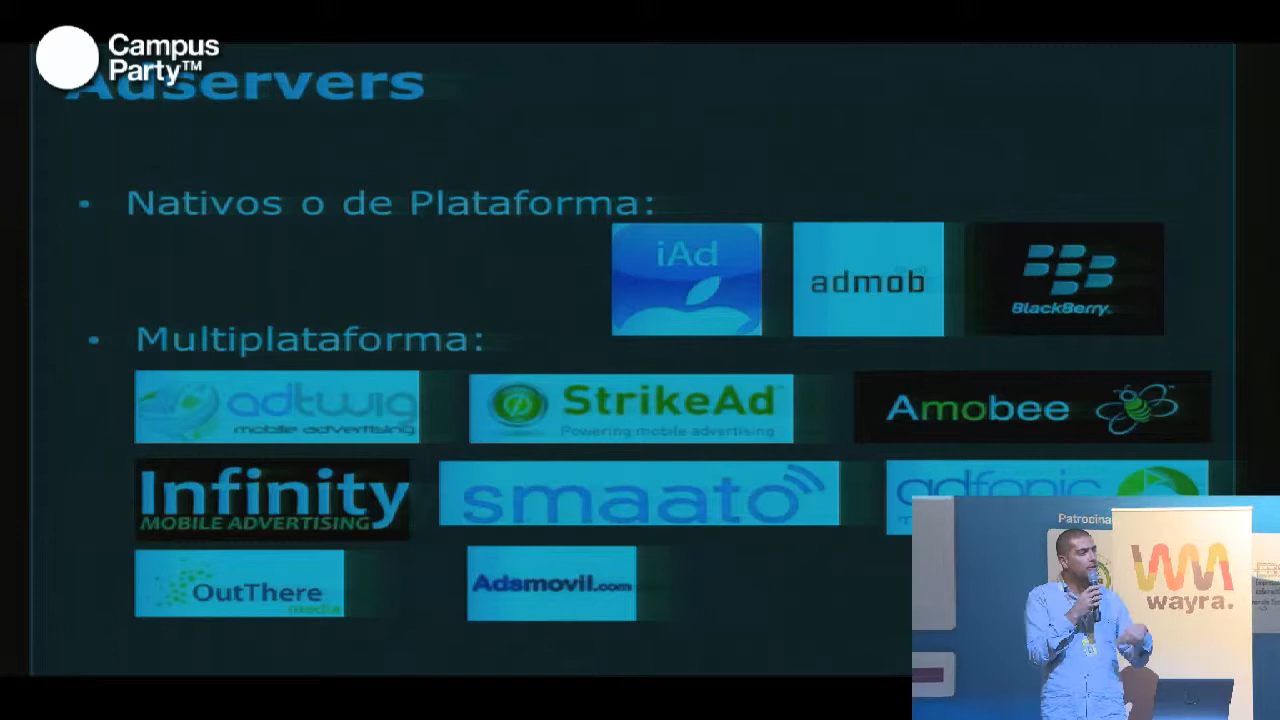 Campus
Party™
Adservers
• Nativos o de Plataforma:
iAd
admob
BlackBerry.
• Multiplataforma:
adtwig
mobile advertising
StrikeAd
Powering mobile advertising
Amobee
Infinity
MOBILE ADVERTISING
smaato
adfonic
OutThere
media
Adsmovil.com
Patrocina
wayra.